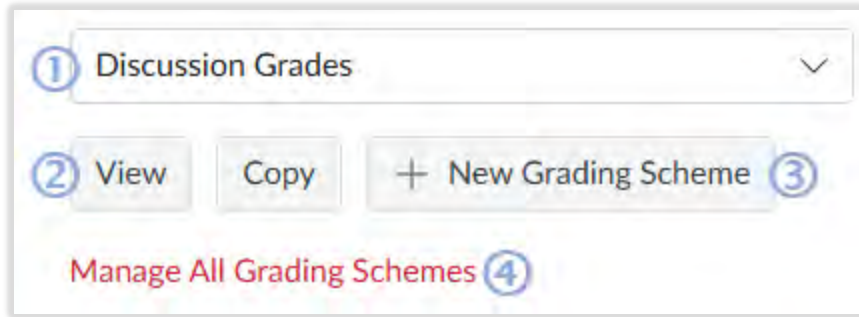 ① Discussion Grades
② View Copy + New Grading Scheme ③
Manage All Grading Schemes ④